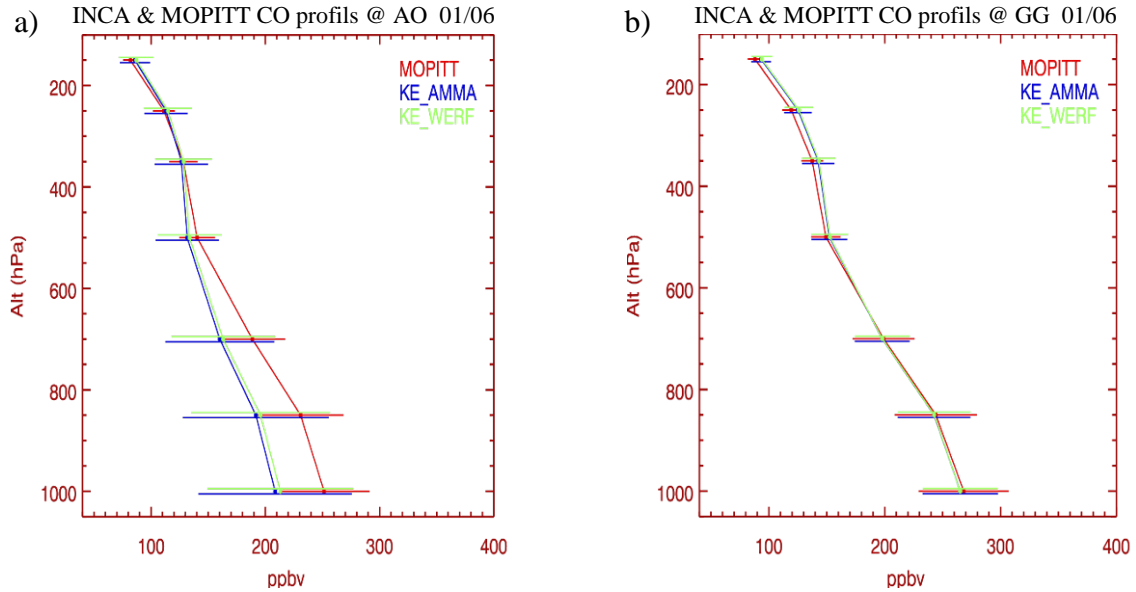 a)
INCA & MOPITT CO profils @ AO 01/06
MOPITT
KE_AMMA
KE_WERF
200
400
600
800
1000
Alt (hPa)
100 200 300 400
ppbv
b)
INCA & MOPITT CO profils @ GG 01/06
MOPITT
KE_AMMA
KE_WERF
200
400
600
800
1000
Alt (hPa)
100 200 300 400
ppbv